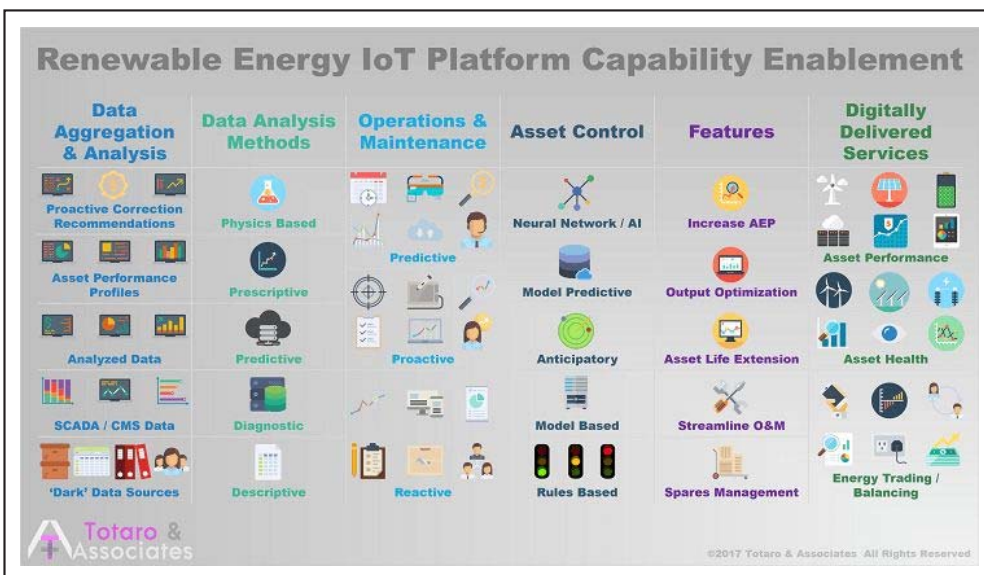 Renewable Energy IoT Platform Capability Enablement
Data
Aggregation
& Analysis
Proactive Correction
Recommendations
Asset Performance
Profiles
Analyzed Data
SCADA / CMS Data
‘Dark’ Data Sources
Data Analysis
Methods
Physics Based
Prescriptive
Predictive
Diagnostic
Descriptive
Operations &
Maintenance
Predictive
Proactive
Reactive
Asset Control
Neural Network / AI
Model Predictive
Anticipatory
Model Based
Rules Based
Features
Increase AEP
Output Optimization
Asset Life Extension
Streamline O&M
Spares Management
Digitally
Delivered
Services
Asset Performance
Asset Health
Energy Trading /
Balancing
Totaro &
Associates
©2017 Totaro & Associates All Rights Reserved